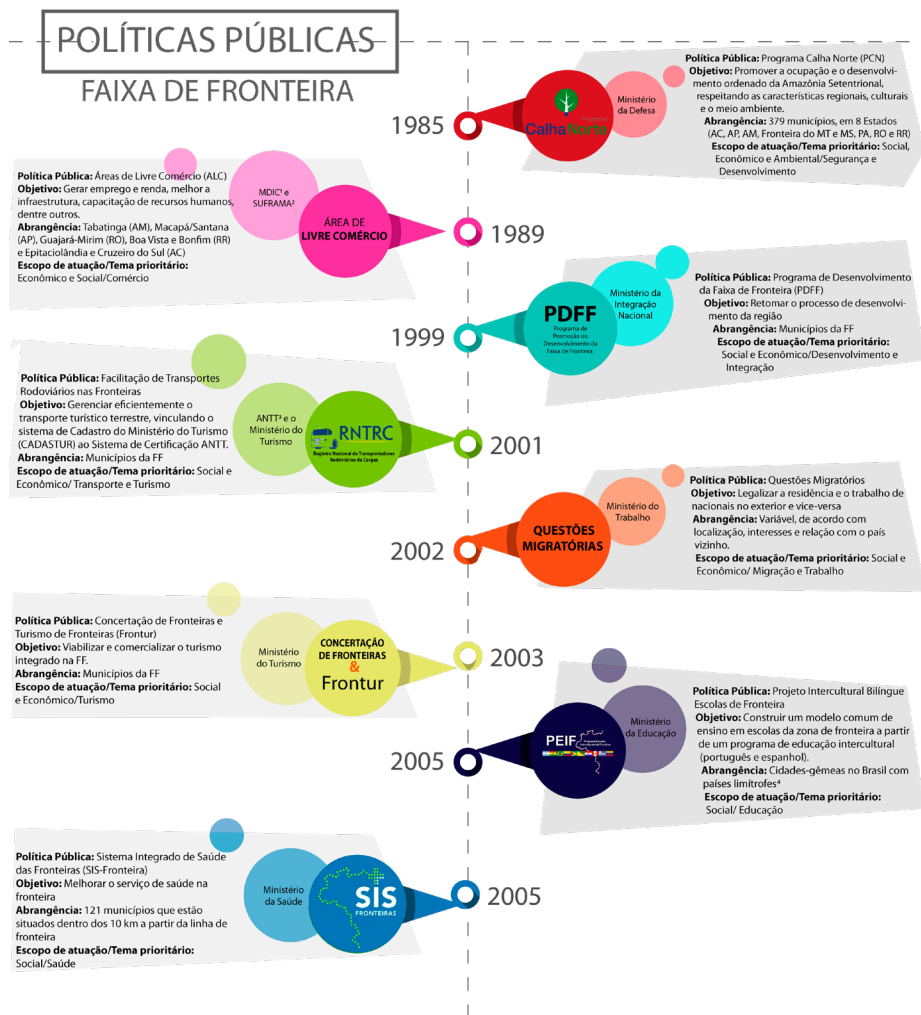 POLÍTICAS PÚBLICAS
FAIXA DE FRONTEIRA
1985
Programa
CalhaNorte
Ministério
da Defesa
Política Pública: Programa Calha Norte (PCN)
Objetivo: Promover a ocupação e o desenvolvi
mento ordenado da Amazônia Setentrional,
respeitando as características regionais, culturais
e o meio ambiente.
Abrangência: 379 municípios, em 8 Estados
(AC, AP, AM, Fronteira do MT e MS, PA, RO e RR)
Escopo de atuação/Tema prioritário: Social,
Econômico e Ambiental/Segurança e
Desenvolvimento
Política Pública: Áreas de Livre Comércio (ALC)
Objetivo: Gerar emprego e renda, melhor a
infraestrutura, capacitação de recursos humanos,
dentre outros.
Abrangência: Tabatinga (AM), Macapá/Santana
(AP), Guajará-Mirim (RO), Boa Vista e Bonfim (RR)
e Epitaciolândia e Cruzeiro do Sul (AC)
Escopo de atuação/Tema prioritário:
Econômico e Social/Comércio
MDIC¹ e
SUFRAMA²
ÁREA DE
LIVRE COMÉRCIO
1989
1999
PDFF
Programa de
Promoção do
Desenvolvimento da
Faixa de Fronteira
Ministério da
Integração
Nacional
Política Pública: Programa de Desenvolvimento
da Faixa de Fronteira (PDFF)
Objetivo: Retomar o processo de desenvolvi
mento da região
Abrangência: Municípios da FF
Escopo de atuação/Tema prioritário:
Social e Econômico/Desenvolvimento e
Integração
Política Pública: Facilitação de Transportes
Rodoviários nas Fronteiras
Objetivo: Gerenciar eficientemente o
transporte turístico terrestre, vinculando o
sistema de Cadastro do Ministério do Turismo
(CADASTUR) ao Sistema de Certificação ANTT.
Abrangência: Municípios da FF
Escopo de atuação/Tema prioritário: Social e
Econômico/ Transporte e Turismo
ANTT³ e o
Ministério do
Turismo
RNTRC
Registro Nacional de Transportadores
Rodoviários de Cargas
2001
2002
QUESTÕES
MIGRATÓRIAS
Ministério do
Trabalho
Política Pública: Questões Migratórios
Objetivo: Legalizar a residência e o trabalho de
nacionais no exterior e vice-versa
Abrangência: Variável, de acordo com
localização, interesses e relação com o país
vizinho.
Escopo de atuação/Tema prioritário: Social e
Econômico/ Migração e Trabalho
Política Pública: Concertação de Fronteiras e
Turismo de Fronteiras (Frontur)
Objetivo: Viabilizar e comercializar o turismo
integrado na FF.
Abrangência: Municípios da FF
Escopo de atuação/Tema prioritário: Social
e Econômico/Turismo
Ministério
do Turismo
CONCERTAÇÃO
DE FRONTEIRAS
&
Frontur
2003
2005
PEIF
Ministério
da Educação
Política Pública: Projeto Intercultural Bilíngue
Escolas de Fronteira
Objetivo: Construir um modelo comum de
ensino em escolas da zona de fronteira a partir
de um programa de educação intercultural
(português e espanhol).
Abrangência: Cidades-gêmeas no Brasil com
países limítrofes⁴
Escopo de atuação/Tema prioritário:
Social/ Educação
Política Pública: Sistema Integrado de Saúde
das Fronteiras (SIS-Fronteira)
Objetivo: Melhorar o serviço de saúde na
fronteira
Abrangência: 121 municípios que estão
situados dentro dos 10 km a partir da linha de
fronteira
Escopo de atuação/Tema prioritário:
Social/Saúde
Ministério
da Saúde
SIS
FRONTEIRAS
2005